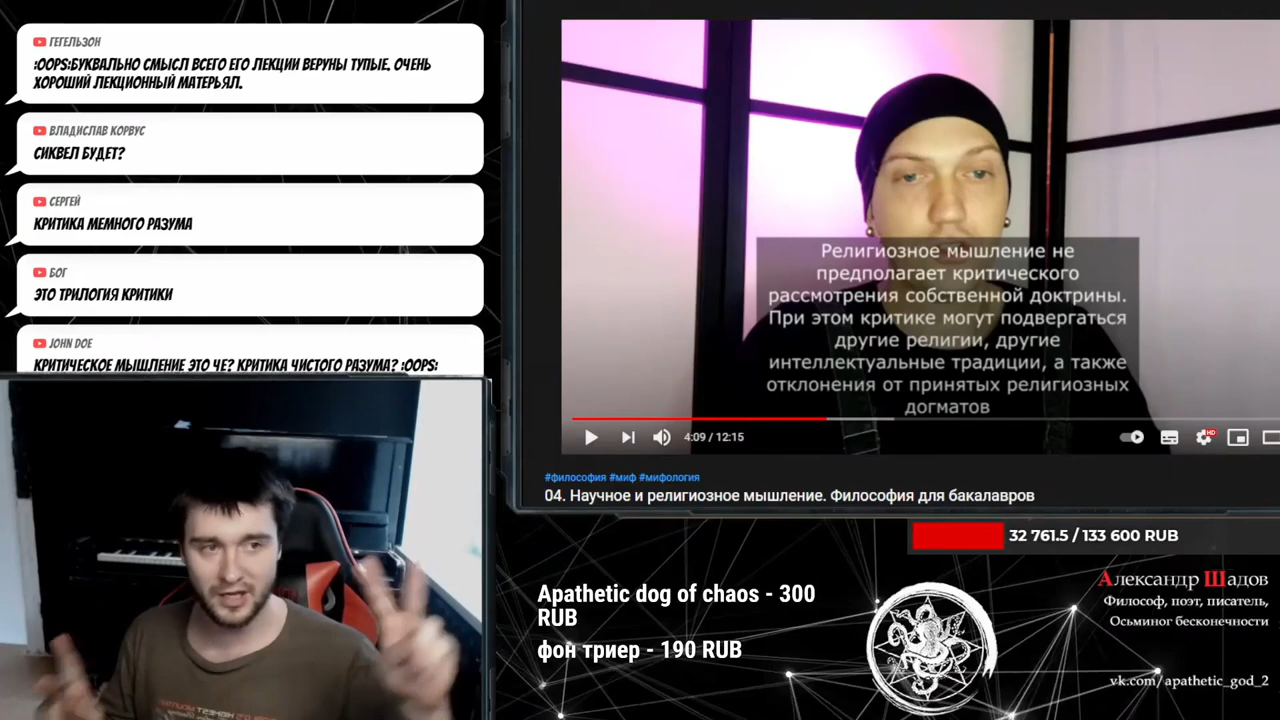 ГЕГЕЛЬЗОН
:OOPS:БУКВАЛЬНО СМЫСЛ ВСЕГО ЕГО ЛЕКЦИИ ВЕРУНЫ ТУПЫЕ. ОЧЕНЬ
ХОРОШИЙ ЛЕКЦИОННЫЙ МАТЕРЬЯЛ.
ВЛАДИСЛАВ КОРВУС
СИКВЕЛ БУДЕТ?
СЕРГЕЙ
КРИТИКА МЕМНОГО РАЗУМА
БОГ
ЭТО ТРИЛОГИЯ КРИТИКИ
JOHN DOE
КРИТИЧЕСКОЕ МЫШЛЕНИЕ ЭТО ЧЕ? КРИТИКА ЧИСТОГО РАЗУМА? :OOPS:
Религиозное мышление не
предполагает критического
рассмотрения собственной доктрины.
При этом критике могут подвергаться
другие религии, другие
интеллектуальные традиции, а также
отклонения от принятых религиозных
догматов
4:09 / 12:15
HD
#философия #миф #мифология
04. Научное и религиозное мышление. Философия для бакалавров
32 761.5 / 133 600 RUB
Apathetic dog of chaos - 300
RUB
фон триер - 190 RUB
Александр Шадов
Философ, поэт, писатель,
Осьминог бесконечности
vk.com/apathetic_god_2